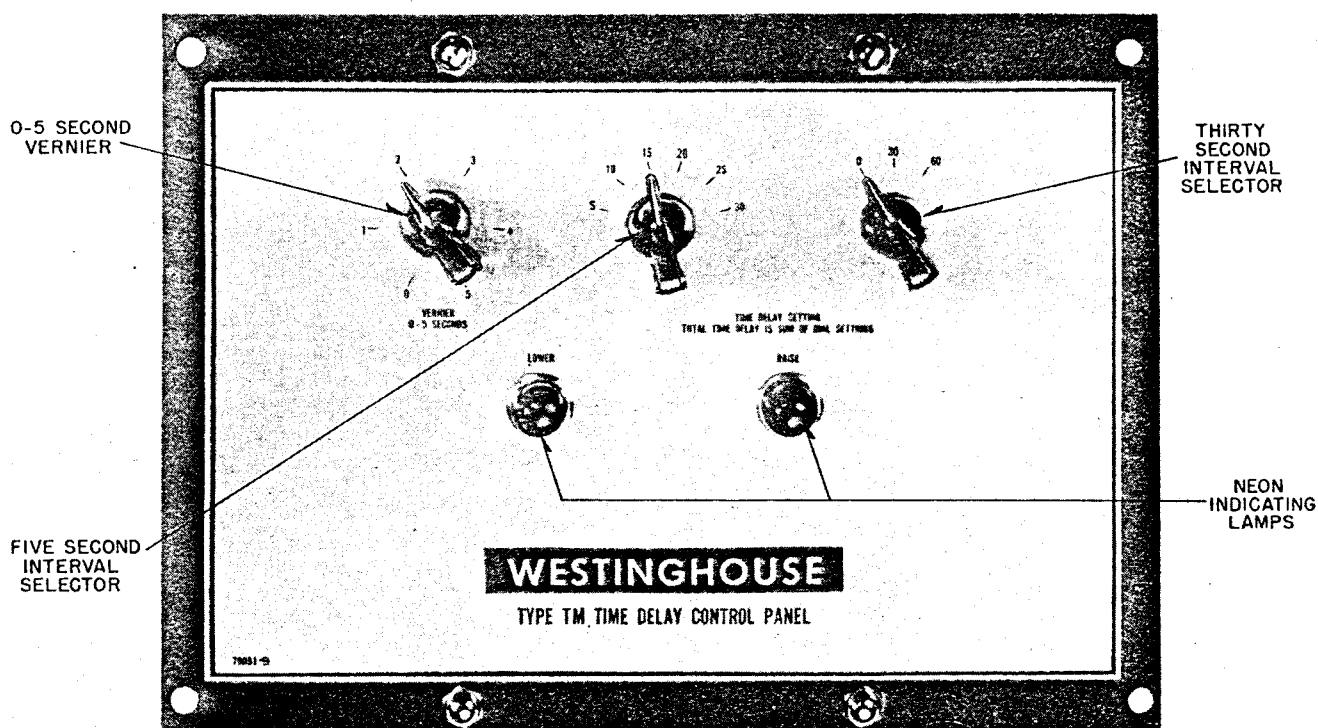 0-5 SECOND
VERNIER
THIRTY
SECOND
INTERVAL
SELECTOR
2
3
1
4
0
5
VERNIER
0-5 SECONDS
5
10
15
20
25
30
0
30
60
TIME DELAY SETTING
TOTAL TIME DELAY IS SUM OF DIAL SETTINGS
LOWER
RAISE
NEON
INDICATING
LAMPS
FIVE SECOND
INTERVAL
SELECTOR
WESTINGHOUSE
TYPE TM TIME DELAY CONTROL PANEL